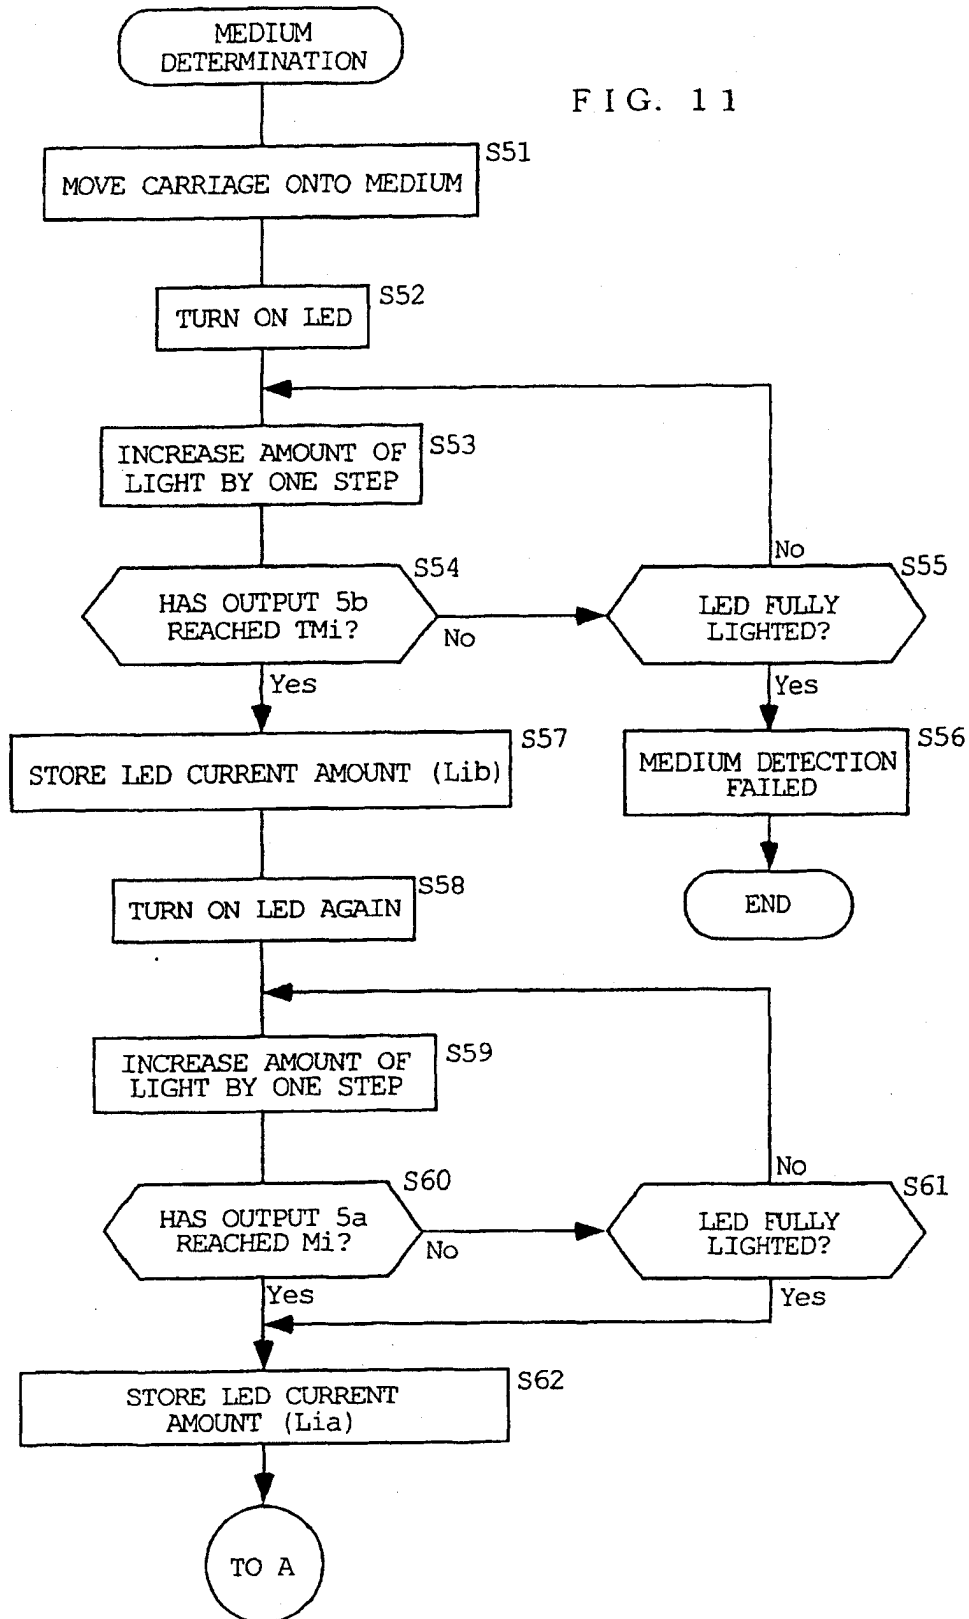 MEDIUM
DETERMINATION
FIG. 11
S51
MOVE CARRIAGE ONTO MEDIUM
S52
TURN ON LED
S53
INCREASE AMOUNT OF
LIGHT BY ONE STEP
S54
HAS OUTPUT 5b
REACHED TMi?
No
Yes
No
S55
LED FULLY
LIGHTED?
Yes
S56
MEDIUM DETECTION
FAILED
END
S57
STORE LED CURRENT AMOUNT (Lib)
S58
TURN ON LED AGAIN
S59
INCREASE AMOUNT OF
LIGHT BY ONE STEP
S60
HAS OUTPUT 5a
REACHED Mi?
No
Yes
No
S61
LED FULLY
LIGHTED?
Yes
S62
STORE LED CURRENT
AMOUNT (Lia)
TO A